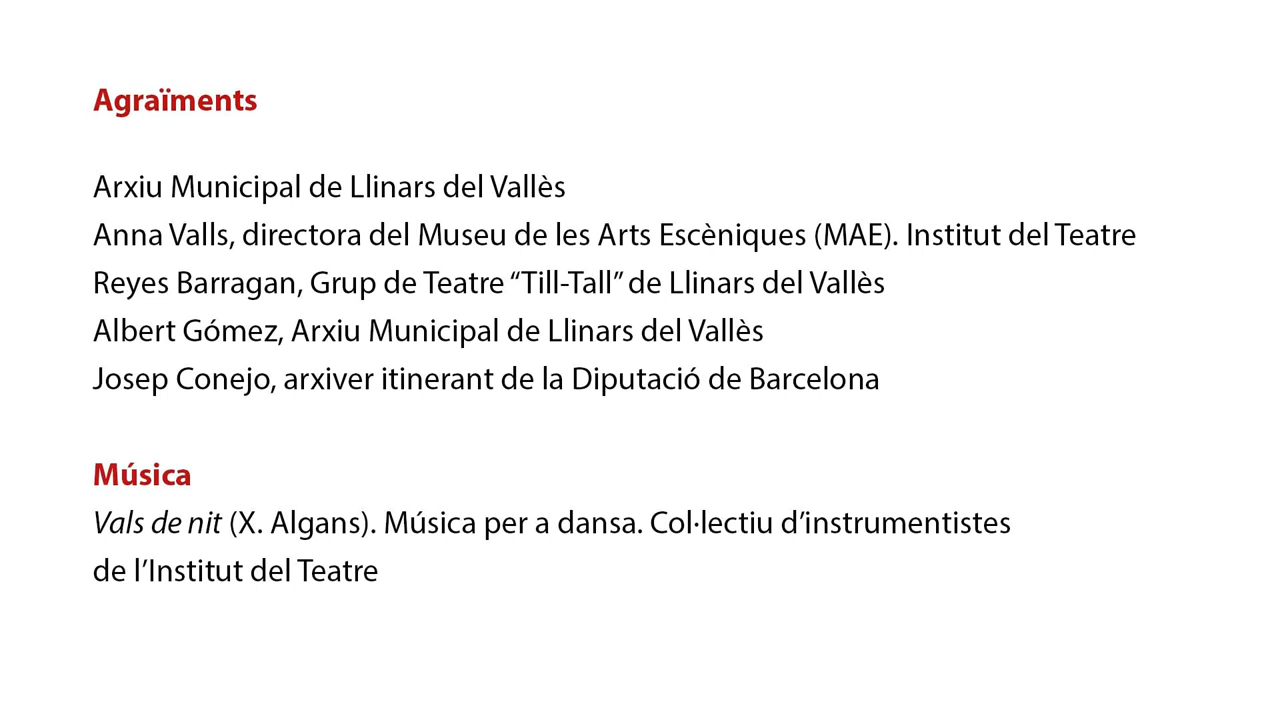 Agraïments
Arxiu Municipal de Llinars del Vallès
Anna Valls, directora del Museu de les Arts Escèniques (MAE). Institut del Teatre
Reyes Barragan, Grup de Teatre “Till-Tall” de Llinars del Vallès
Albert Gómez, Arxiu Municipal de Llinars del Vallès
Josep Conejo, arxiver itinerant de la Diputació de Barcelona
Música
Vals de nit (X. Algans). Música per a dansa. Col·lectiu d’instrumentistes
de l’Institut del Teatre